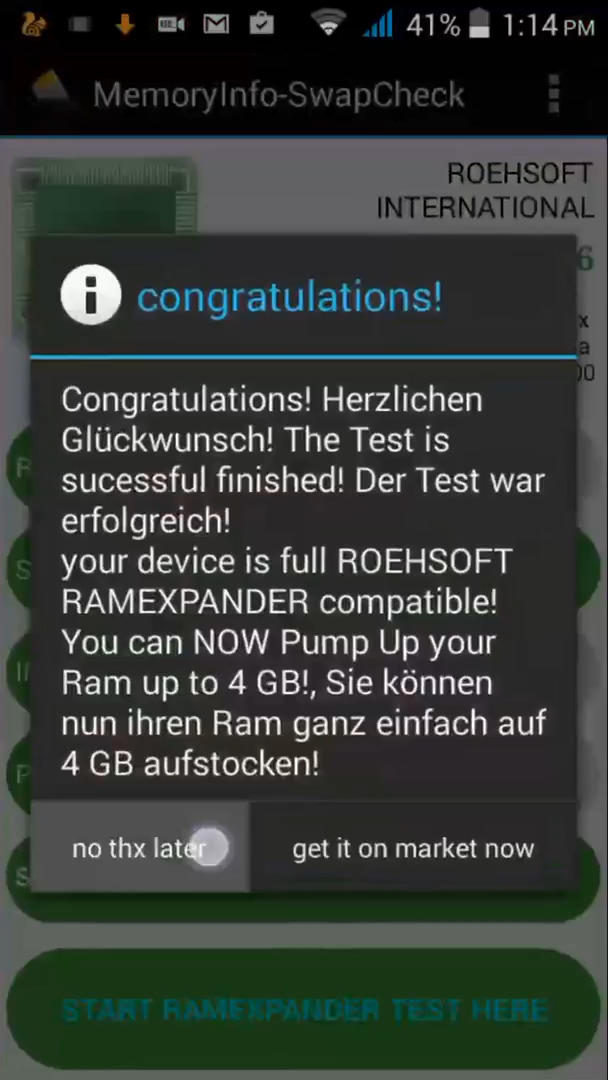 41% 1:14 PM
MemoryInfo-SwapCheck
ROEHSOFT
INTERNATIONAL
6
congratulations!
x
a
00
Congratulations! Herzlichen
Glückwunsch! The Test is
sucessful finished! Der Test war
erfolgreich!
your device is full ROEHSOFT
RAMEXPANDER compatible!
You can NOW Pump Up your
Ram up to 4 GB!, Sie können
nun ihren Ram ganz einfach auf
4 GB aufstocken!
no thx later
get it on market now
START RAMEXPANDER TEST HERE